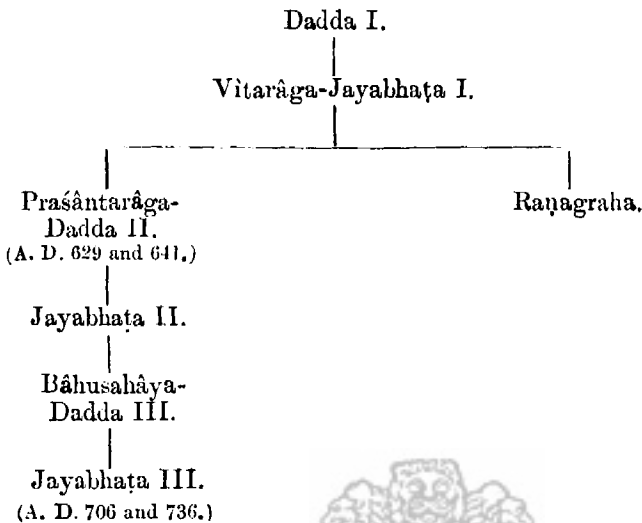 Dadda I.
Vîtarâga-Jayabhaṭa I.
Praśântarâga-
Dadda II.
(A. D. 629 and 641.)
Raṇagraha.
Jayabhaṭa II.
Bâhusahâya-
Dadda III.
Jayabhaṭa III.
(A. D. 706 and 736.)